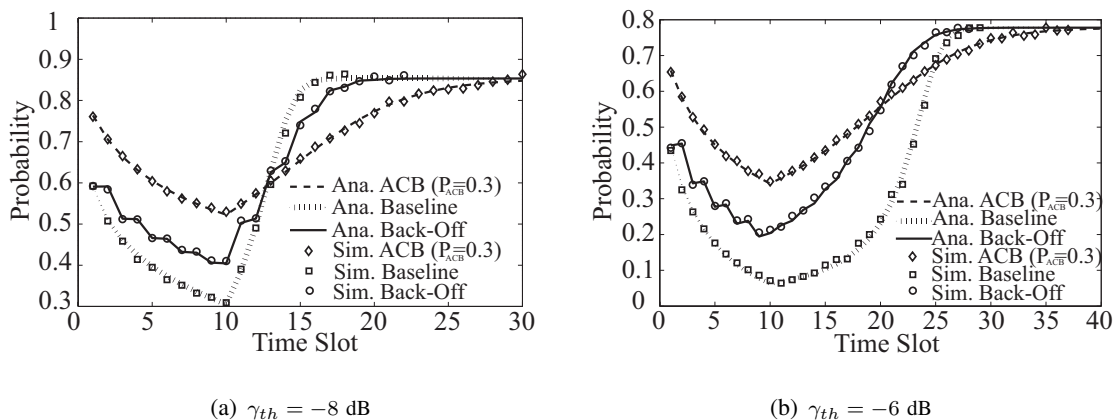 1
0.9
0.8
0.7
0.6
0.5
0.4
0.3
Probability
0 5 10 15 20 25 30
Time Slot
Ana. ACB (P_ACB=0.3)
Ana. Baseline
Ana. Back-Off
Sim. ACB (P_ACB=0.3)
Sim. Baseline
Sim. Back-Off
(a) γ_th = −8 dB
0.8
0.7
0.6
0.5
0.4
0.3
0.2
0.1
0
Probability
0 5 10 15 20 25 30 35 40
Time Slot
Ana. ACB (P_ACB=0.3)
Ana. Baseline
Ana. Back-Off
Sim. ACB (P_ACB=0.3)
Sim. Baseline
Sim. Back-Off
(b) γ_th = −6 dB